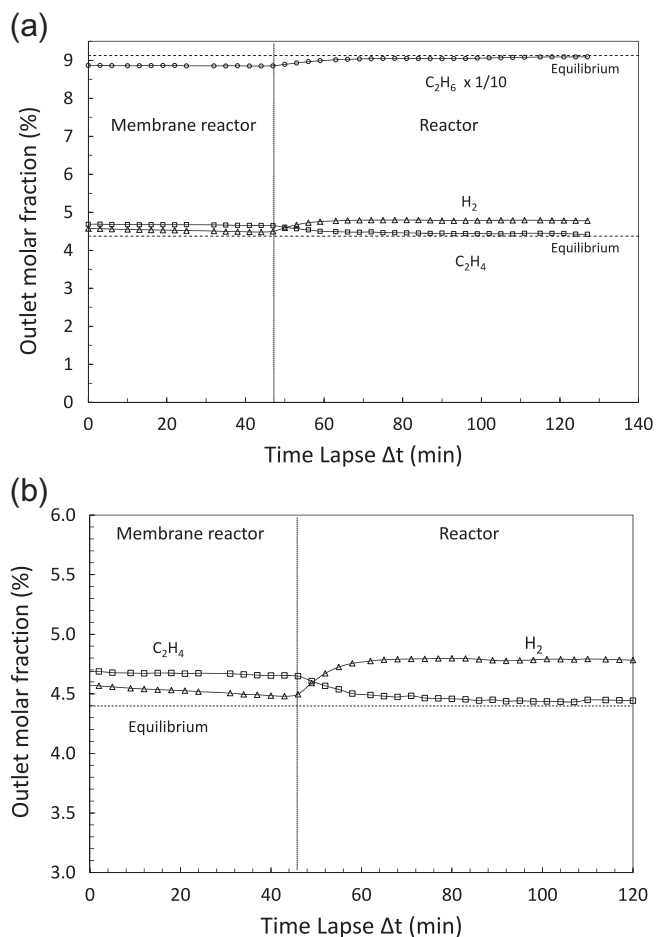 (a)
10
9
8
7
6
5
4
3
2
1
0
Outlet molar fraction (%)
Equilibrium
C₂H₆ x 1/10
Membrane reactor
Reactor
H₂
Equilibrium
C₂H₄
0
20
40
60
80
100
120
140
Time Lapse Δt (min)
(b)
6.0
5.5
5.0
4.5
4.0
3.5
3.0
Outlet molar fraction (%)
Membrane reactor
Reactor
C₂H₄
H₂
Equilibrium
0
20
40
60
80
100
120
Time Lapse Δt (min)